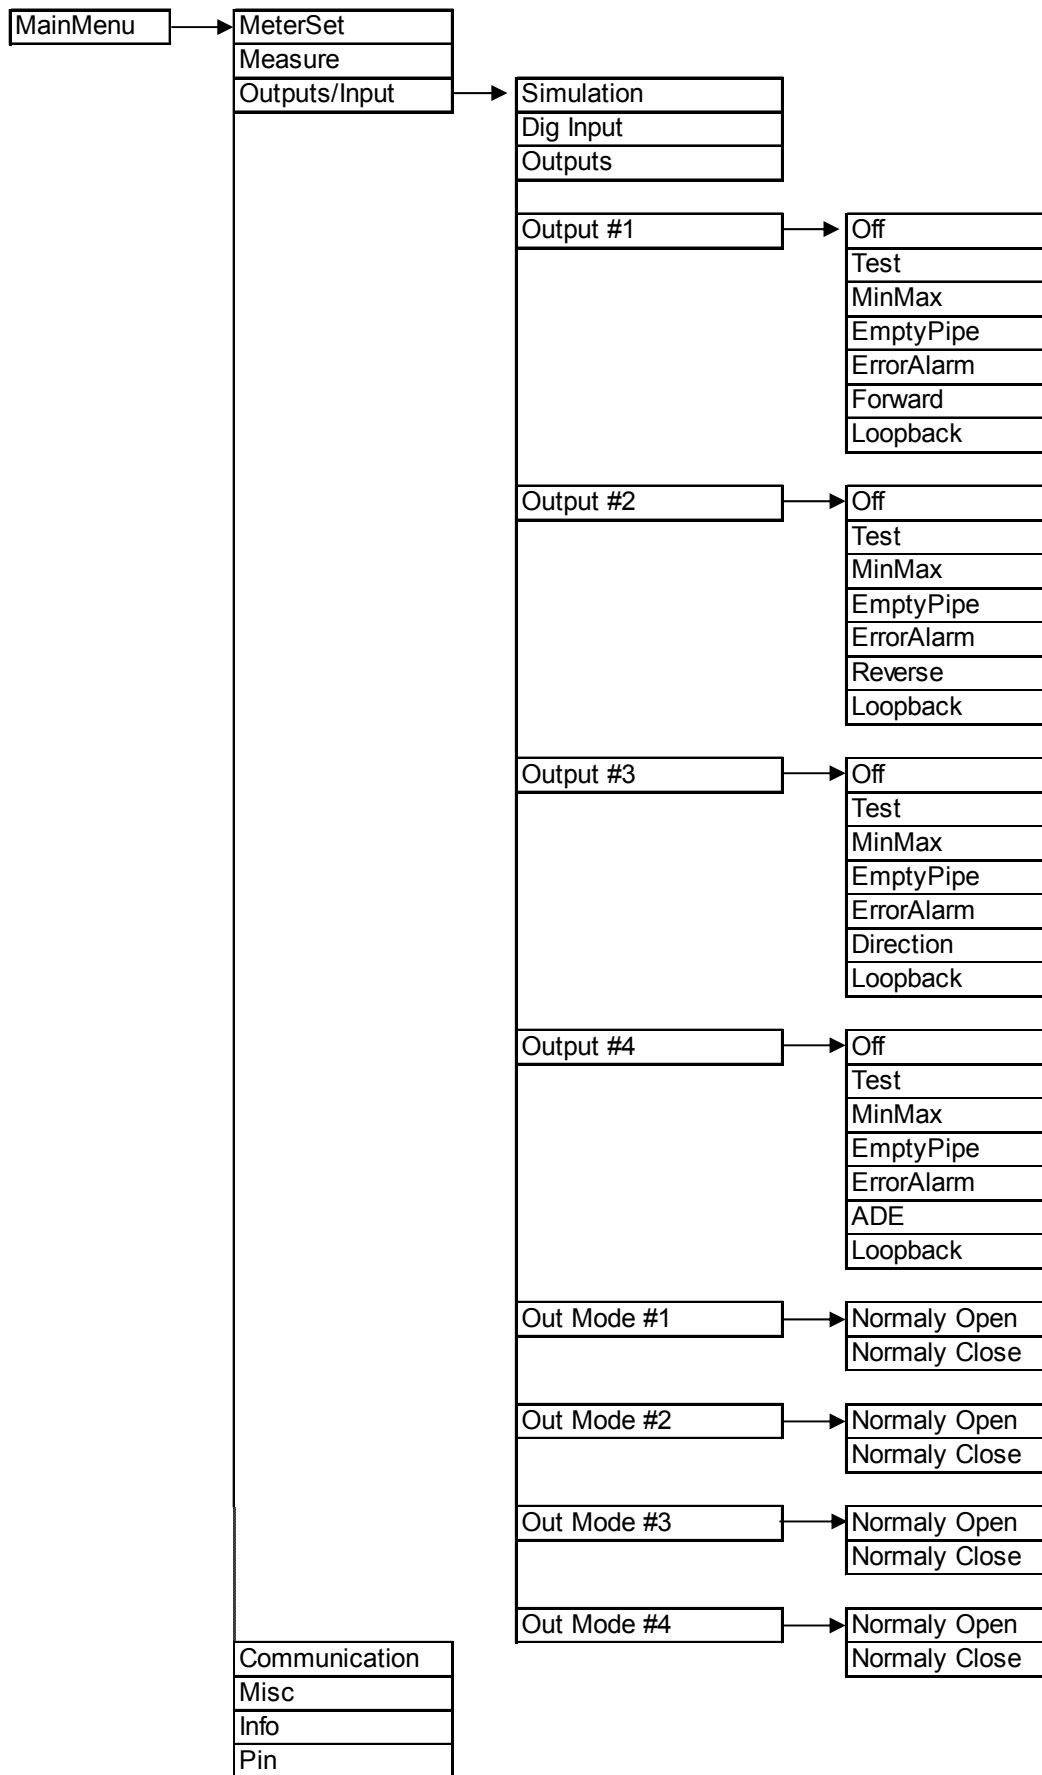 MainMenu
MeterSet
Measure
Outputs/Input
Simulation
Dig Input
Outputs
Output #1
Off
Test
MinMax
EmptyPipe
ErrorAlarm
Forward
Loopback
Output #2
Off
Test
MinMax
EmptyPipe
ErrorAlarm
Reverse
Loopback
Output #3
Off
Test
MinMax
EmptyPipe
ErrorAlarm
Direction
Loopback
Output #4
Off
Test
MinMax
EmptyPipe
ErrorAlarm
ADE
Loopback
Out Mode #1
Normaly Open
Normaly Close
Out Mode #2
Normaly Open
Normaly Close
Out Mode #3
Normaly Open
Normaly Close
Out Mode #4
Normaly Open
Normaly Close
Communication
Misc
Info
Pin